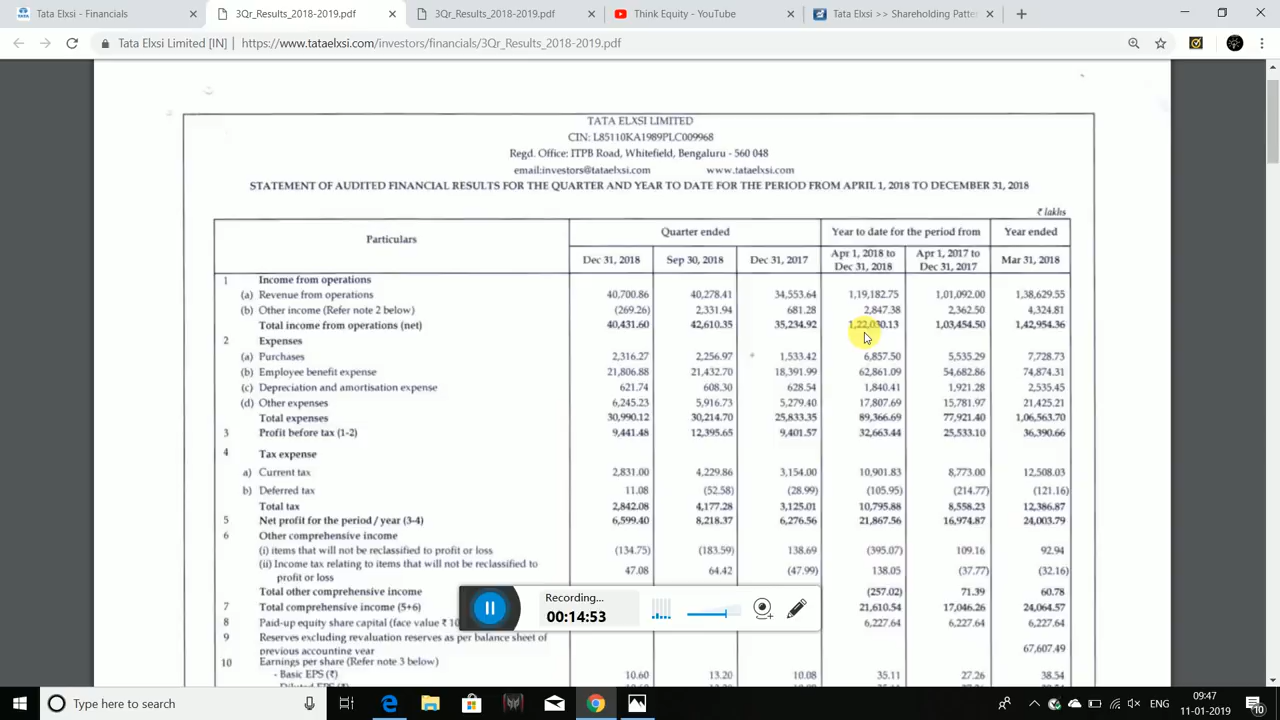 Tata Elxsi - Financials
3Qr_Results_2018-2019.pdf
3Qr_Results_2018-2019.pdf
Think Equity - YouTube
Tata Elxsi >> Shareholding Patter
Tata Elxsi Limited [IN] | https://www.tataelxsi.com/investors/financials/3Qr_Results_2018-2019.pdf
TATA ELXSI LIMITED
CIN: L85110KA1989PLC009968
Regd. Office: ITPB Road, Whitefield, Bengaluru - 560 048
email:investors@tataelxsi.com www.tataelxsi.com
STATEMENT OF AUDITED FINANCIAL RESULTS FOR THE QUARTER AND YEAR TO DATE FOR THE PERIOD FROM APRIL 1, 2018 TO DECEMBER 31, 2018
₹ lakhs
Particulars Quarter ended Year to date for the period from Year ended
Dec 31, 2018 Sep 30, 2018 Dec 31, 2017 Apr 1, 2018 to Dec 31, 2018 Apr 1, 2017 to Dec 31, 2017 Mar 31, 2018
1 Income from operations
(a) Revenue from operations 40,700.86 40,278.41 34,553.64 1,19,182.75 1,01,092.00 1,38,629.55
(b) Other income (Refer note 2 below) (269.26) 2,331.94 681.28 2,847.38 2,362.50 4,324.81
Total income from operations (net) 40,431.60 42,610.35 35,234.92 1,22,030.13 1,03,454.50 1,42,954.36
2 Expenses
(a) Purchases 2,316.27 2,256.97 1,533.42 6,857.50 5,535.29 7,728.73
(b) Employee benefit expense 21,806.88 21,432.70 18,391.99 62,861.09 54,682.86 74,874.31
(c) Depreciation and amortisation expense 621.74 608.30 628.54 1,840.41 1,921.28 2,535.45
(d) Other expenses 6,245.23 5,916.73 5,279.40 17,807.69 15,781.97 21,425.21
Total expenses 30,990.12 30,214.70 25,833.35 89,366.69 77,921.40 1,06,563.70
3 Profit before tax (1-2) 9,441.48 12,395.65 9,401.57 32,663.44 25,533.10 36,390.66
4 Tax expense
a) Current tax 2,831.00 4,229.86 3,154.00 10,901.83 8,773.00 12,508.03
b) Deferred tax 11.08 (52.58) (28.99) (105.95) (214.77) (121.16)
Total tax 2,842.08 4,177.28 3,125.01 10,795.88 8,558.23 12,386.87
5 Net profit for the period / year (3-4) 6,599.40 8,218.37 6,276.56 21,867.56 16,974.87 24,003.79
6 Other comprehensive income
(i) items that will not be reclassified to profit or loss (134.75) (183.59) 138.69 (395.07) 109.16 92.94
(ii) Income tax relating to items that will not be reclassified to profit or loss 47.08 64.42 (47.99) 138.05 (37.77) (32.16)
Total other comprehensive income (257.02) 71.39 60.78
7 Total comprehensive income (5+6) 21,610.54 17,046.26 24,064.57
8 Paid-up equity share capital (face value ₹ 10 6,227.64 6,227.64 6,227.64
9 Reserves excluding revaluation reserves as per balance sheet of previous accounting year 67,607.49
10 Earnings per share (Refer note 3 below)
- Basic EPS (₹) 10.60 13.20 10.08 35.11 27.26 38.54
Recording...
00:14:53
Type here to search
ENG
09:47
11-01-2019
10